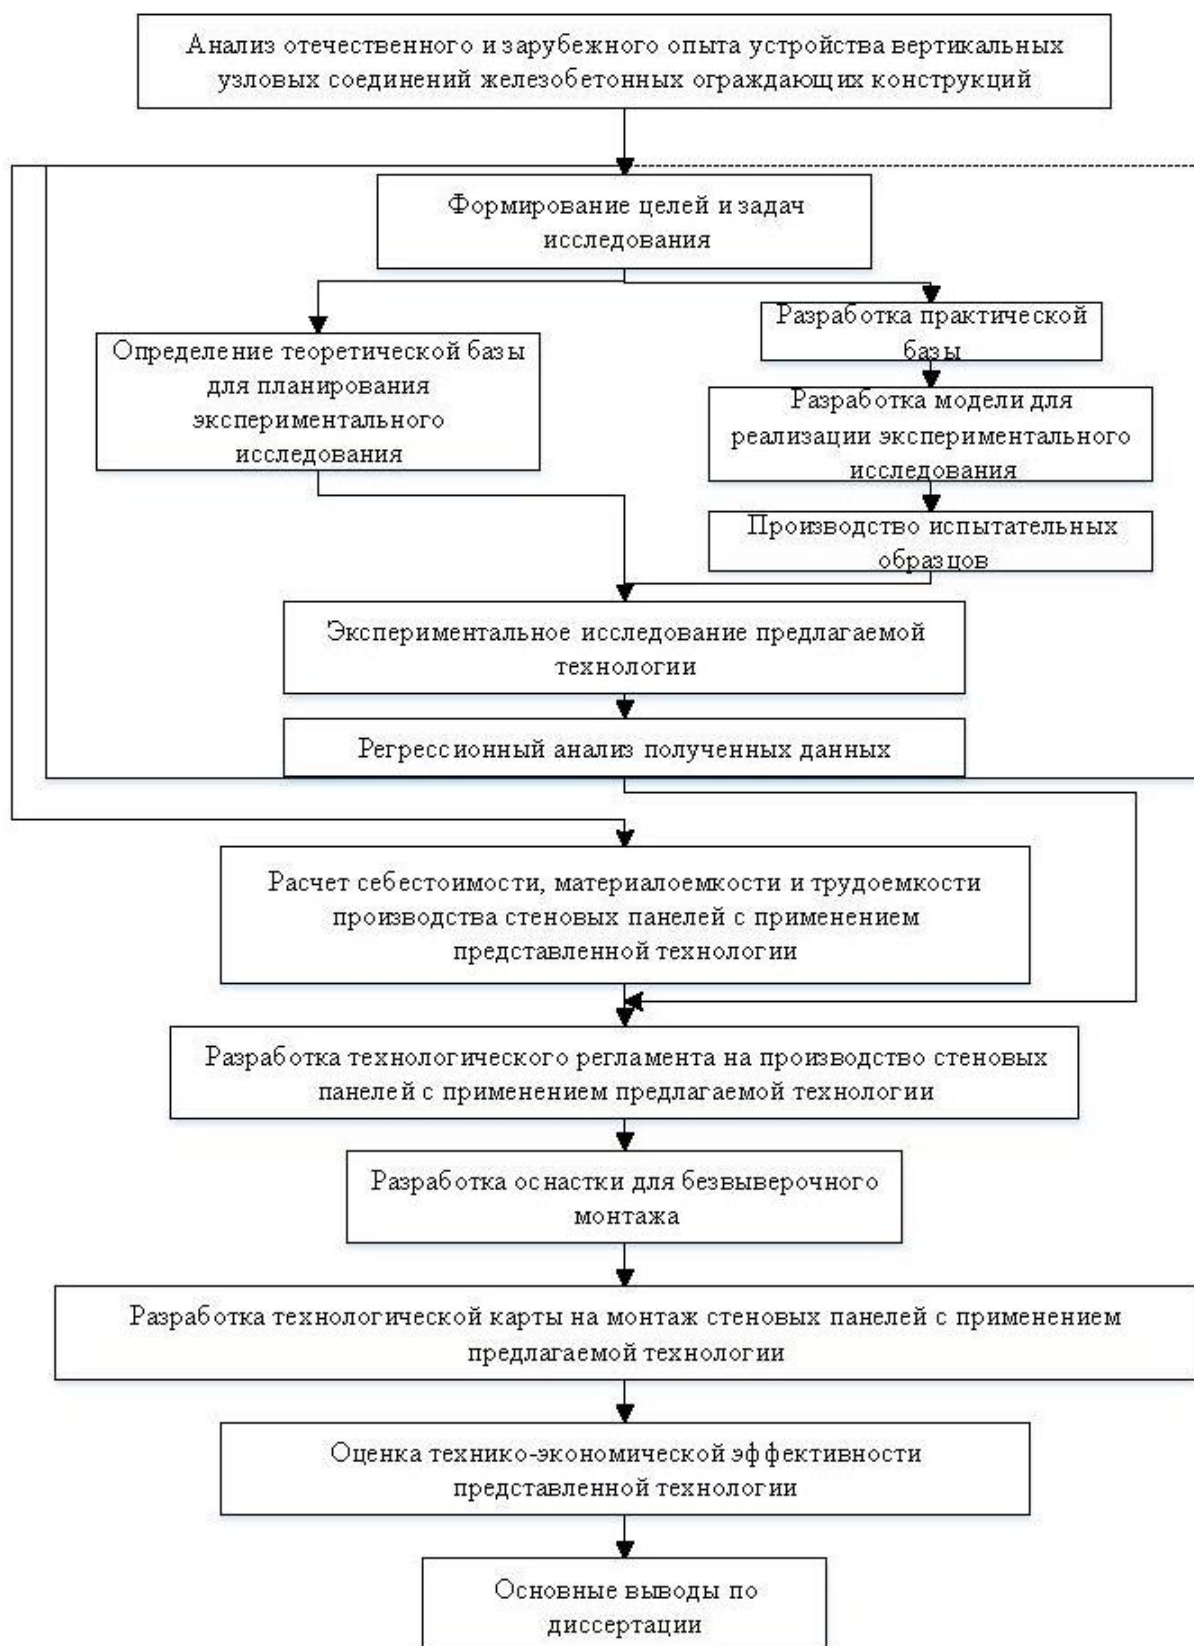 Анализ отечественного и зарубежного опыта устройства вертикальных
узловых соединений железобетонных ограждающих конструкций
Формирование целей и задач
исследования
Определение теоретической базы
для планирования
экспериментального
исследования
Разработка практической
базы
Разработка модели для
реализации экспериментального
исследования
Производство испытательных
образцов
Экспериментальное исследование предлагаемой
технологии
Регрессионный анализ полученных данных
Расчет себестоимости, материалоемкости и трудоемкости
производства стеновых панелей с применением
представленной технологии
Разработка технологического регламента на производство стеновых
панелей с применением предлагаемой технологии
Разработка оснастки для безвыверочного
монтажа
Разработка технологической карты на монтаж стеновых панелей с применением
предлагаемой технологии
Оценка технико-экономической эффективности
представленной технологии
Основные выводы по
диссертации